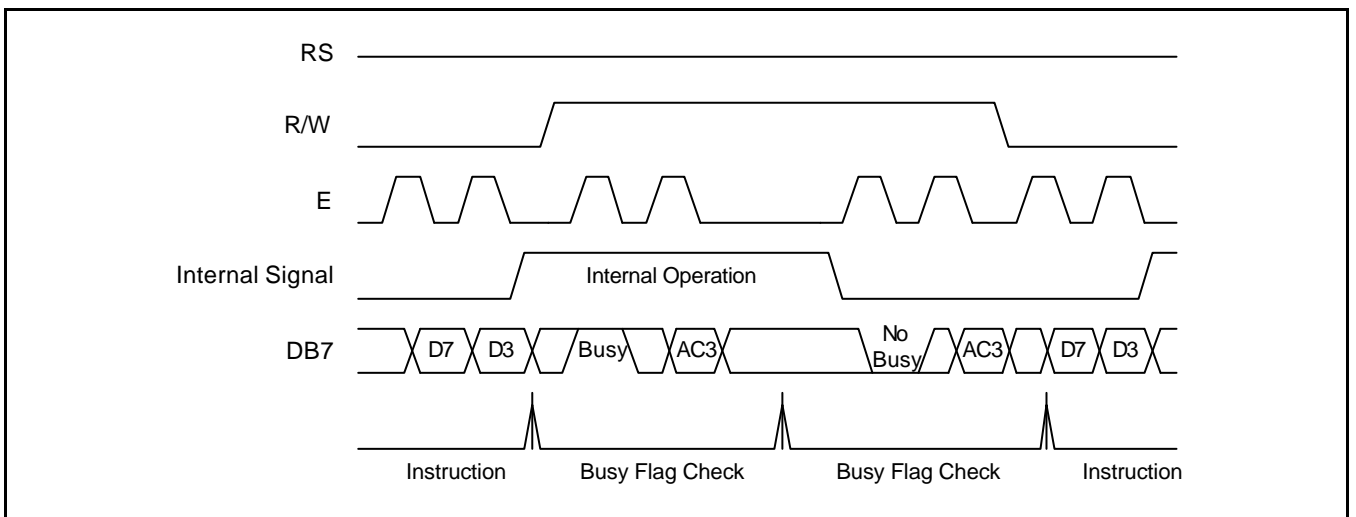 RS
R/W
E
Internal Signal
Internal Operation
DB7
D7
D3
Busy
AC3
No
Busy
AC3
D7
D3
Instruction
Busy Flag Check
Busy Flag Check
Instruction